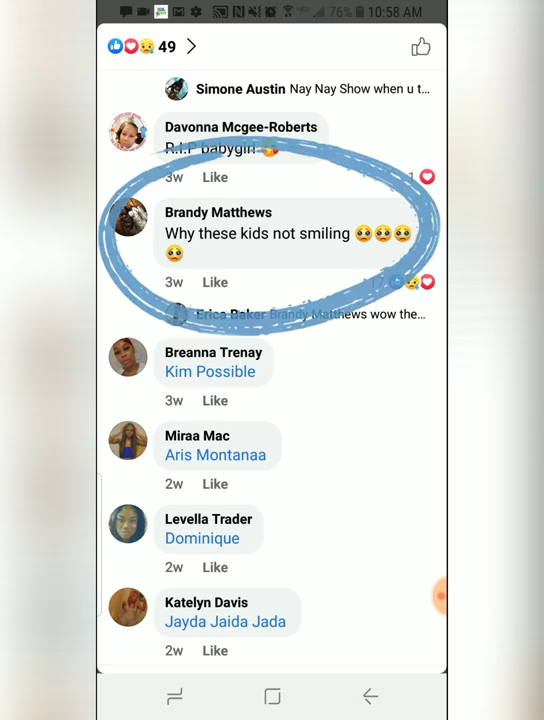 76% 10:58 AM
49
Simone Austin Nay Nay Show when u t...
Davonna Mcgee-Roberts
R.I.P babygirl
3w Like 1
Brandy Matthews
Why these kids not smiling 🥺🥺🥺
🥺
3w Like 17
Erica Baker Brandy Matthews wow the...
Breanna Trenay
Kim Possible
3w Like
Miraa Mac
Aris Montanaa
2w Like
Levella Trader
Dominique
2w Like
Katelyn Davis
Jayda Jaida Jada
2w Like